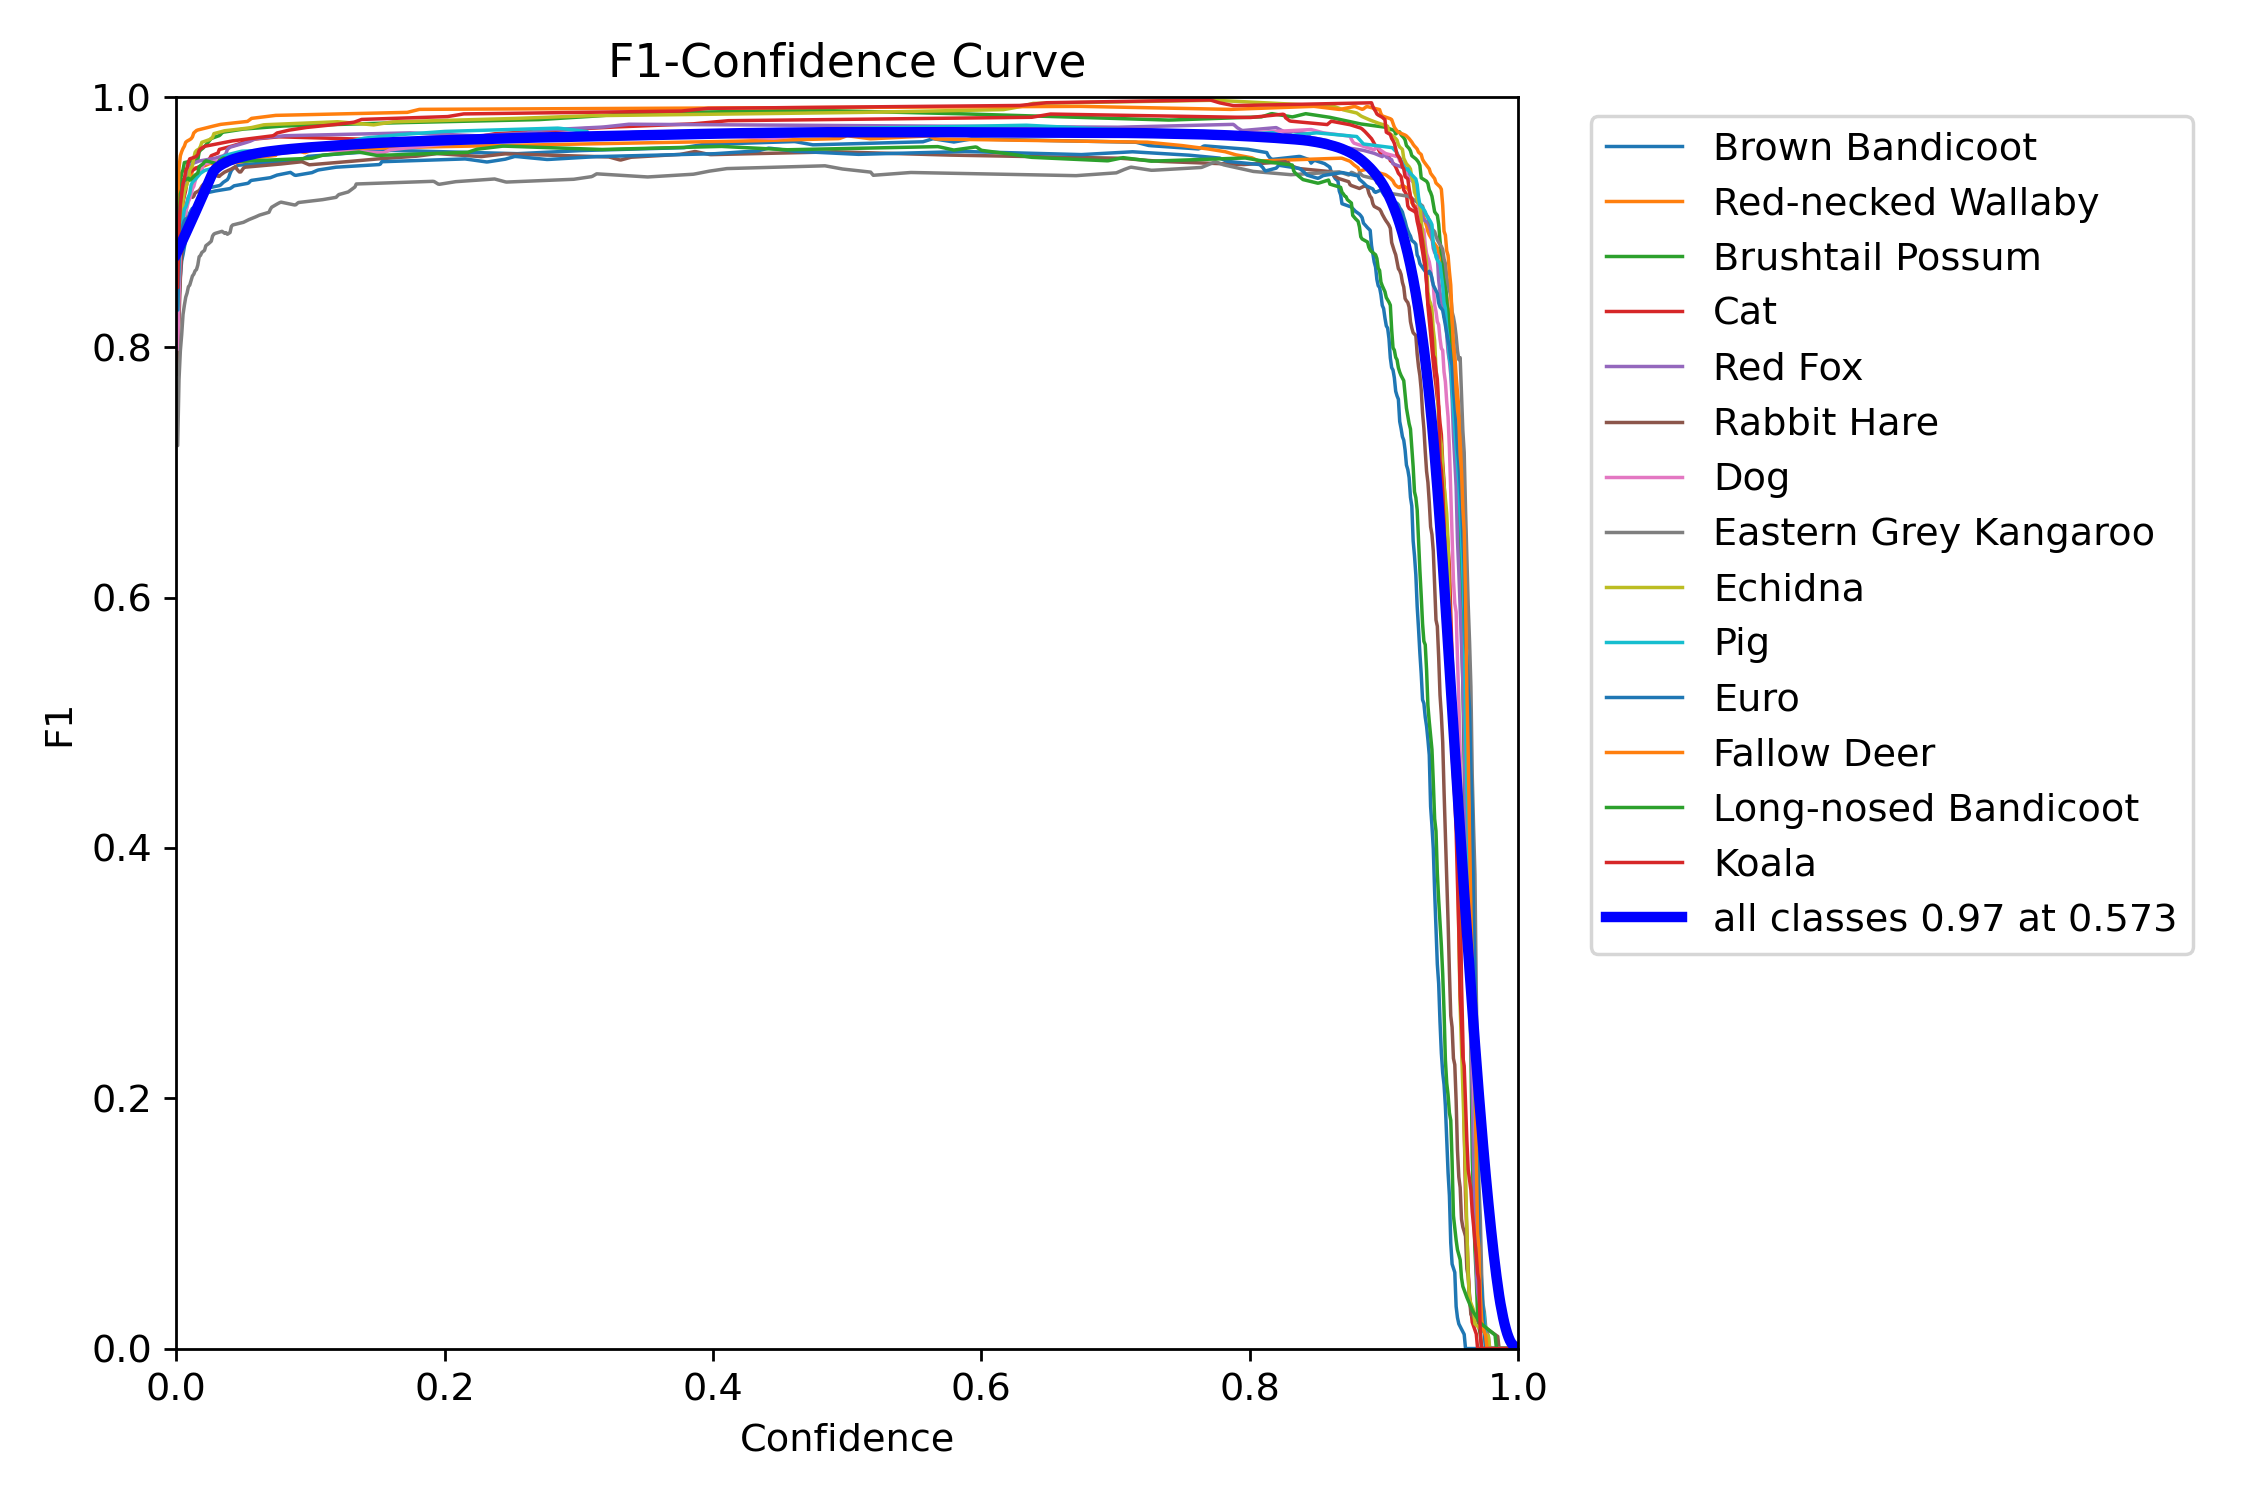 F1-Confidence Curve
1.0
0.8
0.6
0.4
0.2
0.0
F1
0.0 0.2 0.4 0.6 0.8 1.0
Confidence
Brown Bandicoot
Red-necked Wallaby
Brushtail Possum
Cat
Red Fox
Rabbit Hare
Dog
Eastern Grey Kangaroo
Echidna
Pig
Euro
Fallow Deer
Long-nosed Bandicoot
Koala
all classes 0.97 at 0.573